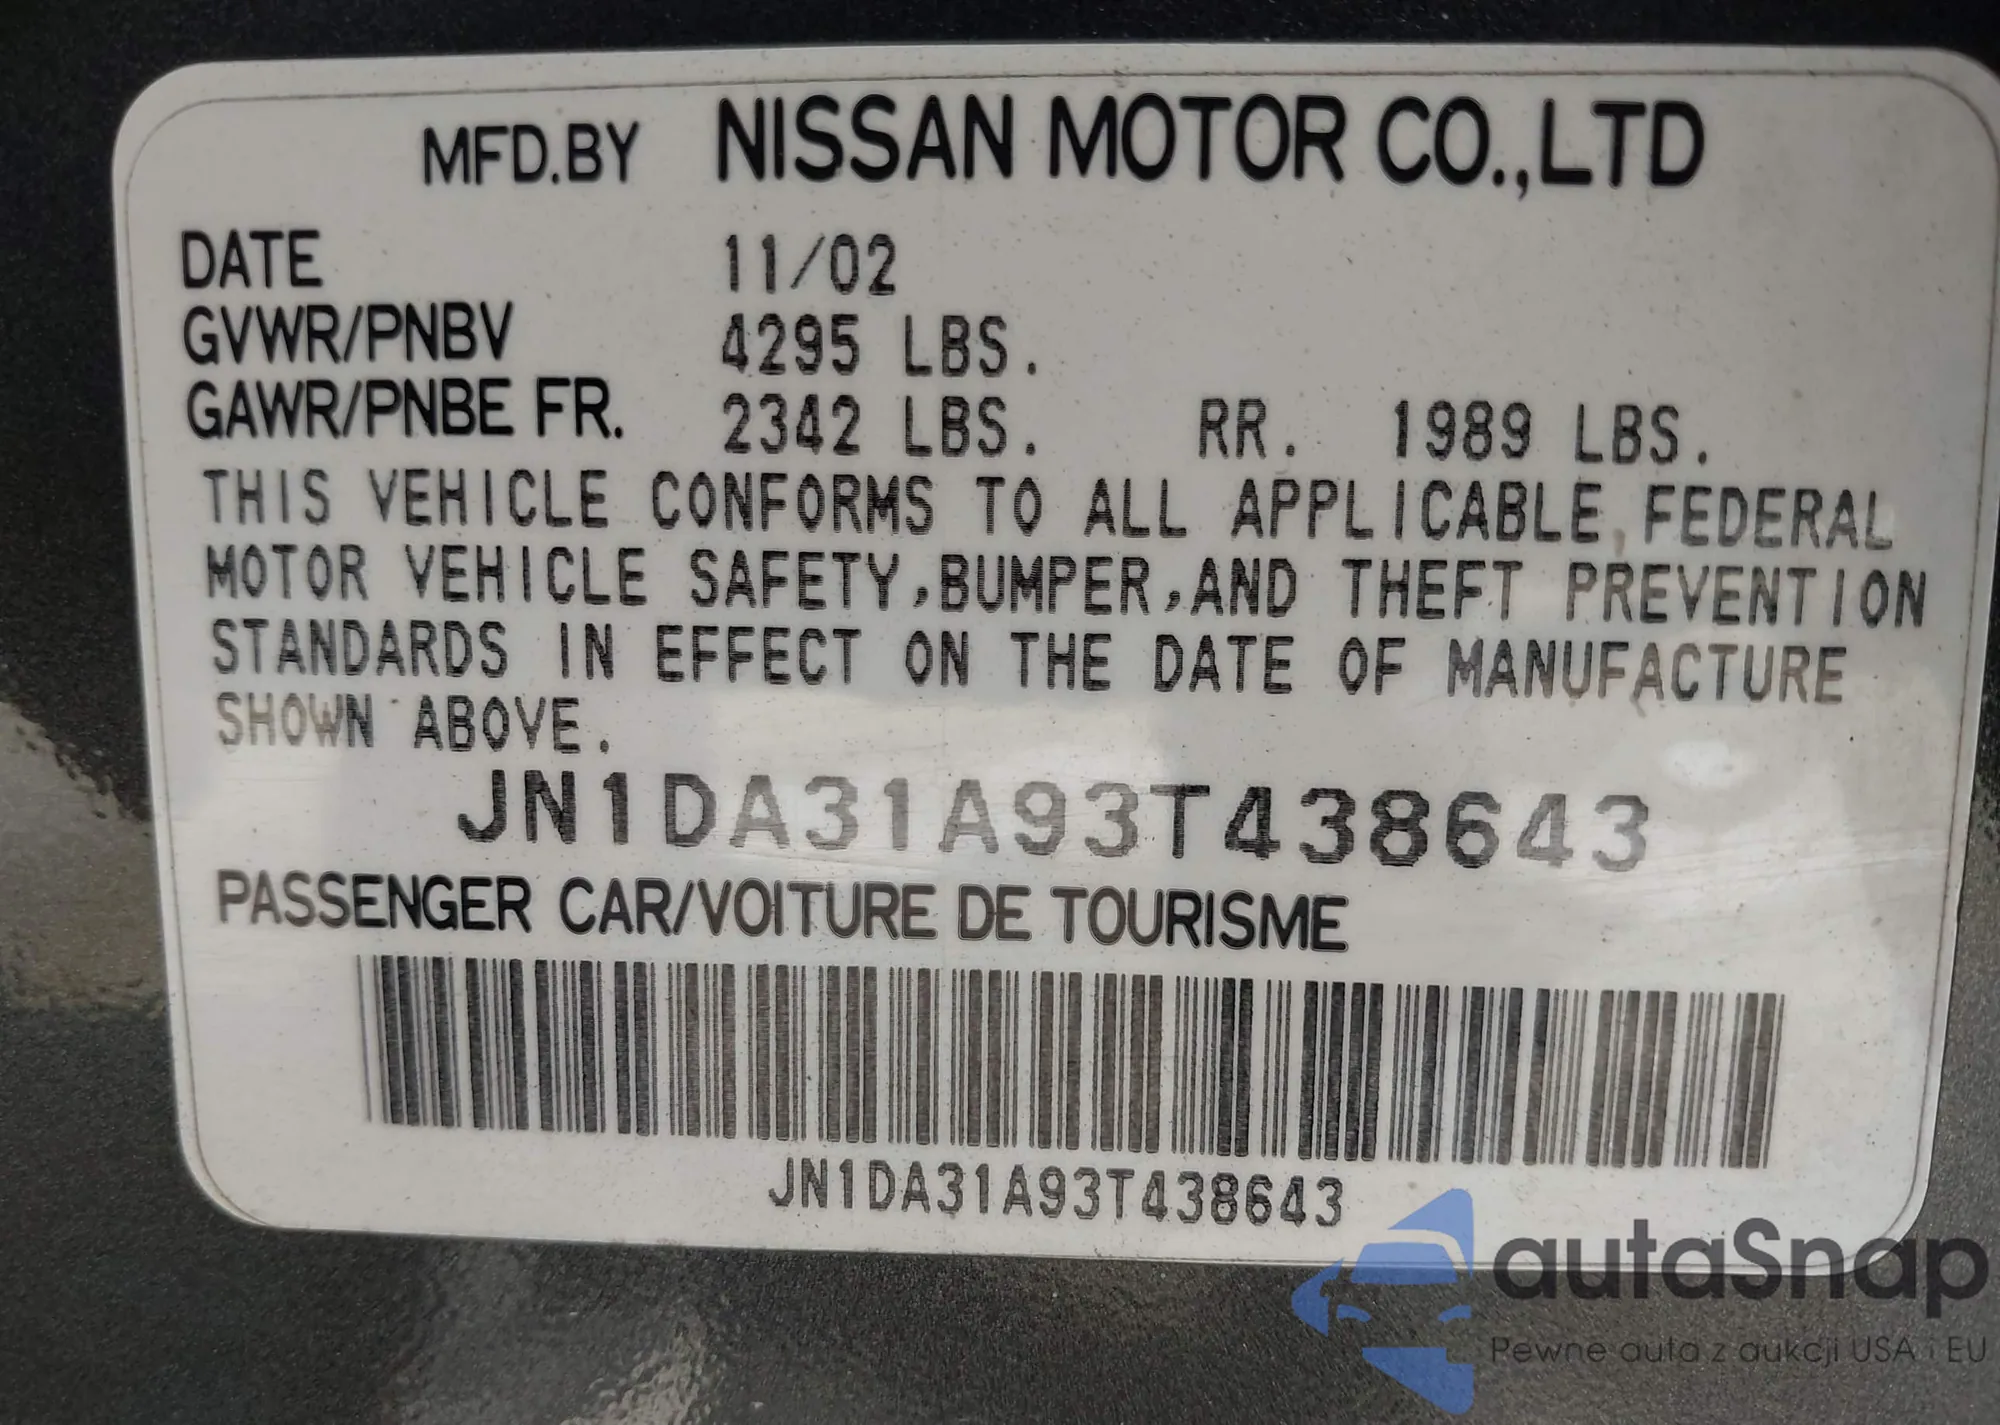 MFD.BY NISSAN MOTOR CO.,LTD
DATE 11/02
GVWR/PNBV 4295 LBS.
GAWR/PNBE FR. 2342 LBS. RR. 1989 LBS.
THIS VEHICLE CONFORMS TO ALL APPLICABLE FEDERAL
MOTOR VEHICLE SAFETY,BUMPER,AND THEFT PREVENTION
STANDARDS IN EFFECT ON THE DATE OF MANUFACTURE
SHOWN ABOVE.
JN1DA31A93T438643
PASSENGER CAR/VOITURE DE TOURISME
JN1DA31A93T438643
autaSnap
Pewne auta z aukcji USA i EU